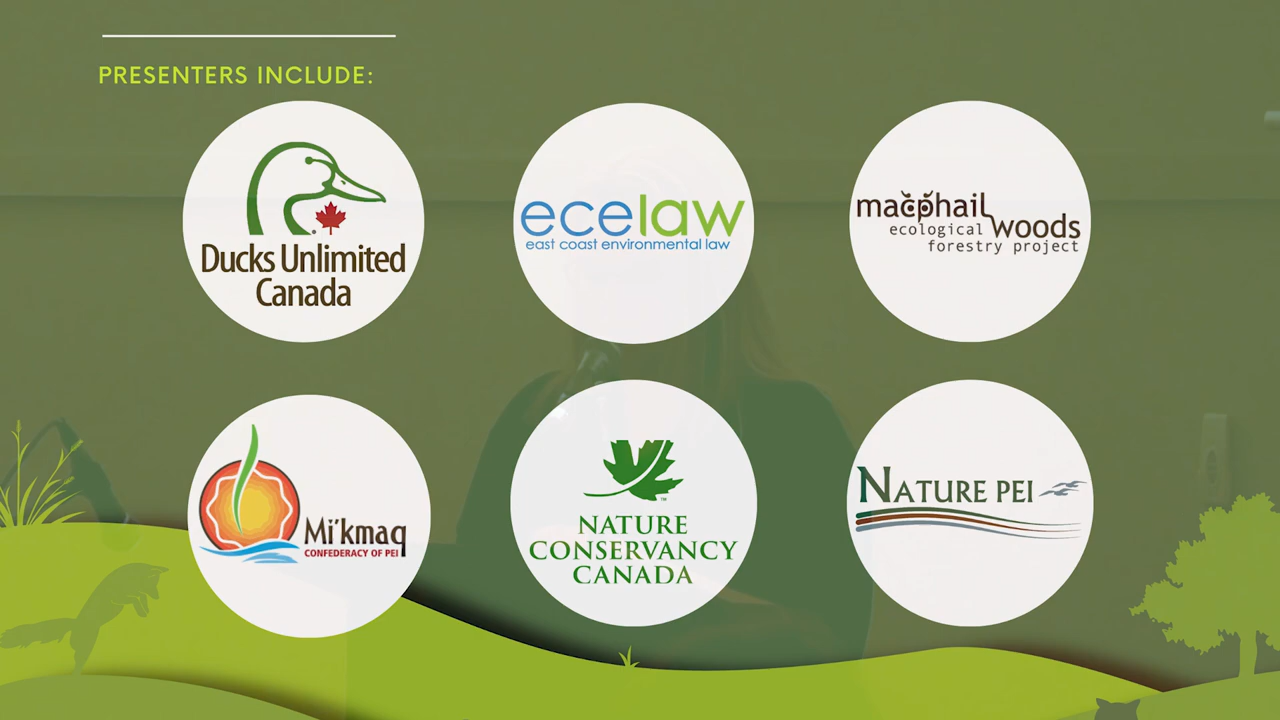 PRESENTERS INCLUDE:
Ducks Unlimited
Canada
ecelaw
east coast environmental law
macphail
woods
ecological
forestry project
Mi'kmaq
CONFEDERACY OF PEI
NATURE
CONSERVANCY
CANADA
™
NATURE PEI